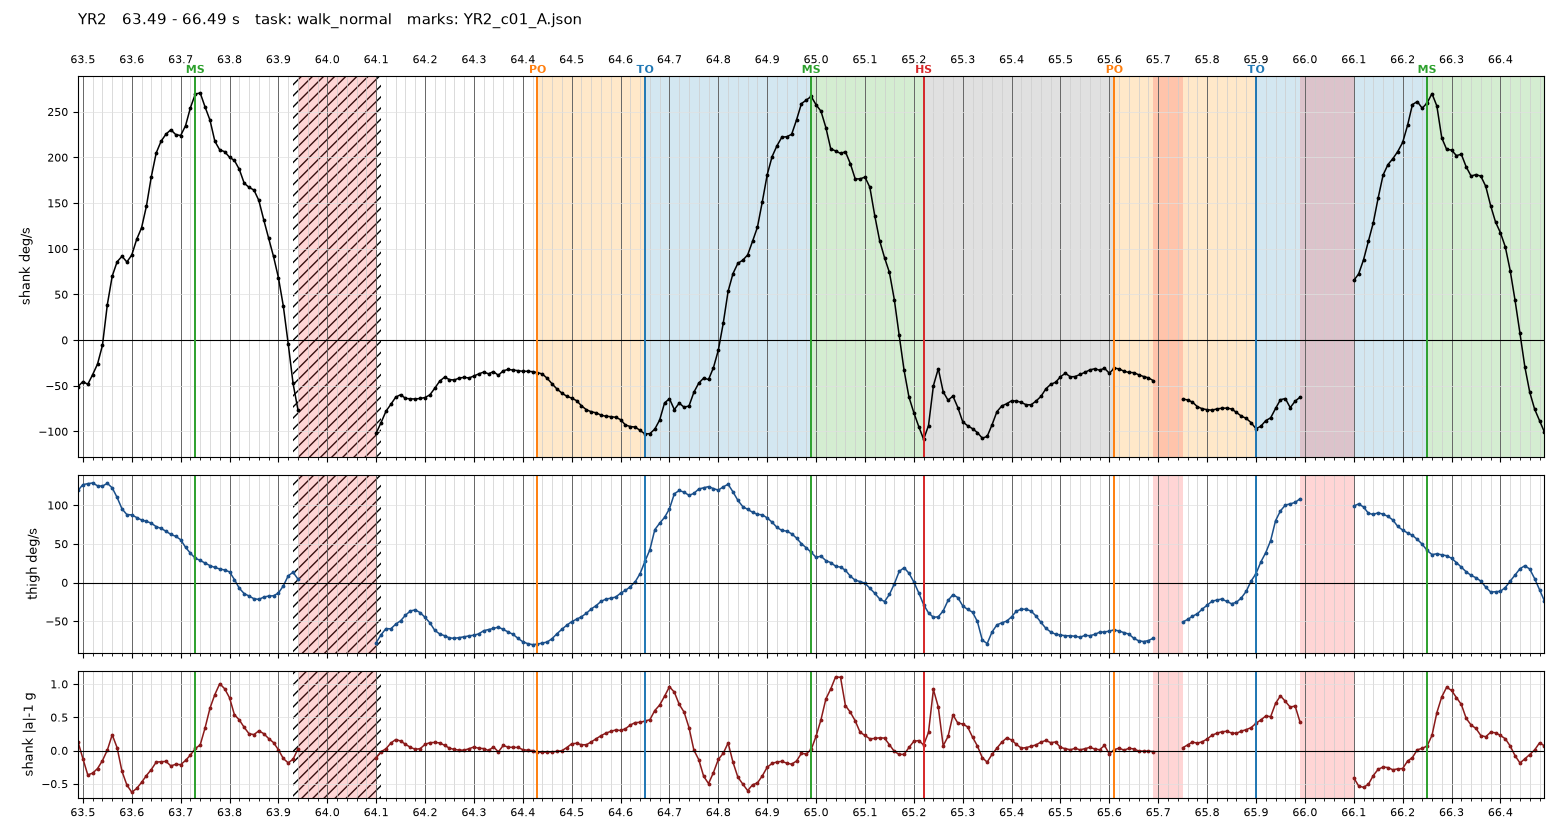 YR2   63.49 - 66.49 s   task: walk_normal   marks: YR2_c01_A.json
63.5 63.6 63.7 63.8 63.9 64.0 64.1 64.2 64.3 64.4 64.5 64.6 64.7 64.8 64.9 65.0 65.1 65.2 65.3 65.4 65.5 65.6 65.7 65.8 65.9 66.0 66.1 66.2 66.3 66.4
MS PO TO MS HS PO TO MS
shank deg/s
250
200
150
100
50
0
−50
−100
thigh deg/s
100
50
0
−50
shank |a|-1 g
1.0
0.5
0.0
−0.5
63.5 63.6 63.7 63.8 63.9 64.0 64.1 64.2 64.3 64.4 64.5 64.6 64.7 64.8 64.9 65.0 65.1 65.2 65.3 65.4 65.5 65.6 65.7 65.8 65.9 66.0 66.1 66.2 66.3 66.4